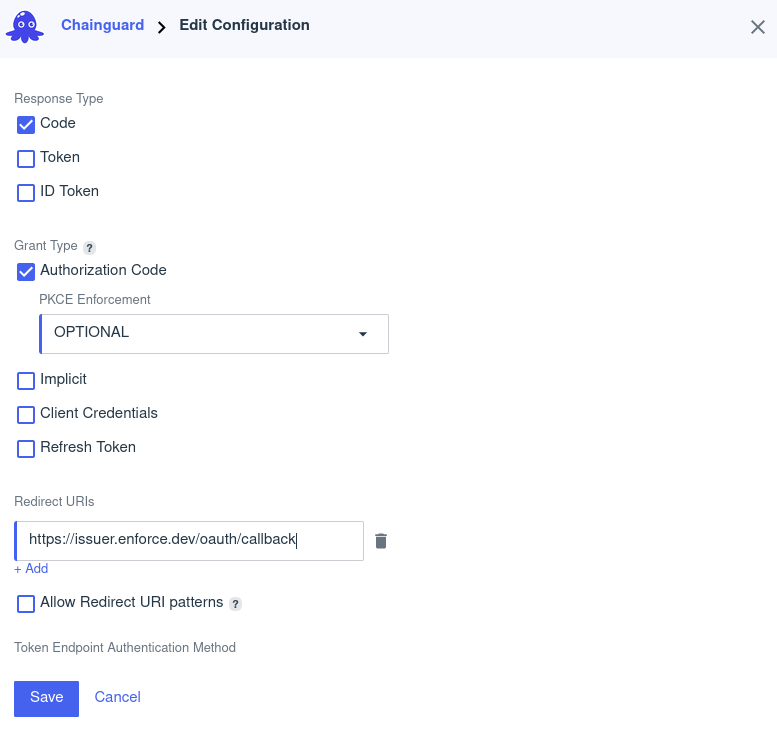 Chainguard > Edit Configuration
Response Type
Code
Token
ID Token
Grant Type ?
Authorization Code
PKCE Enforcement
OPTIONAL
Implicit
Client Credentials
Refresh Token
Redirect URIs
https://issuer.enforce.dev/oauth/callback
+ Add
Allow Redirect URI patterns ?
Token Endpoint Authentication Method
Save Cancel